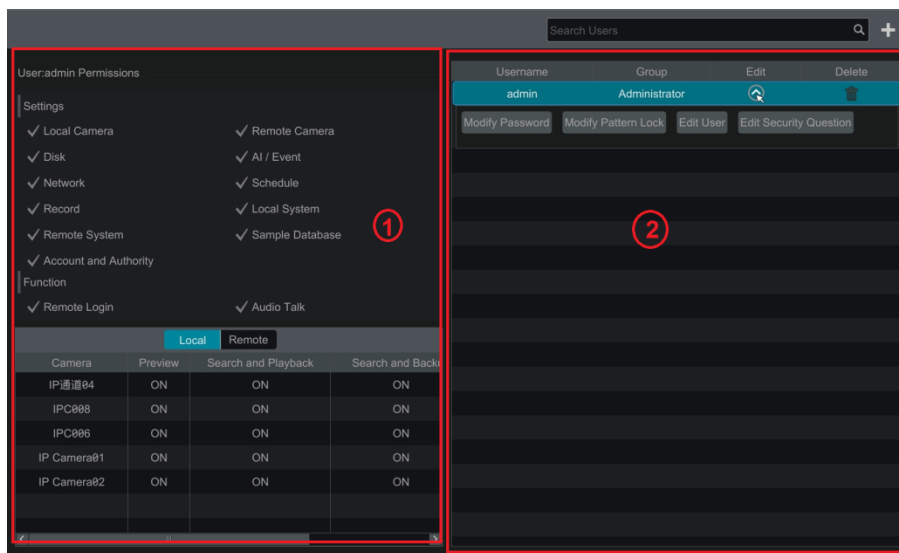 Search Users
User:admin Permissions
Settings
Local Camera Remote Camera
Disk AI / Event
Network Schedule
Record Local System
Remote System Sample Database
Account and Authority
Function
Remote Login Audio Talk
Local Remote
Camera Preview Search and Playback Search and Back
IP通道04 ON ON ON
IPC008 ON ON ON
IPC006 ON ON ON
IP Camera01 ON ON ON
IP Camera02 ON ON ON
1
Username Group Edit Delete
admin Administrator
Modify Password Modify Pattern Lock Edit User Edit Security Question
2